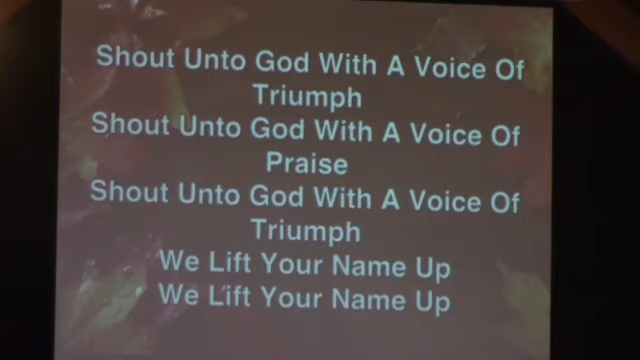 Shout Unto God With A Voice Of
Triumph
Shout Unto God With A Voice Of
Praise
Shout Unto God With A Voice Of
Triumph
We Lift Your Name Up
We Lift Your Name Up